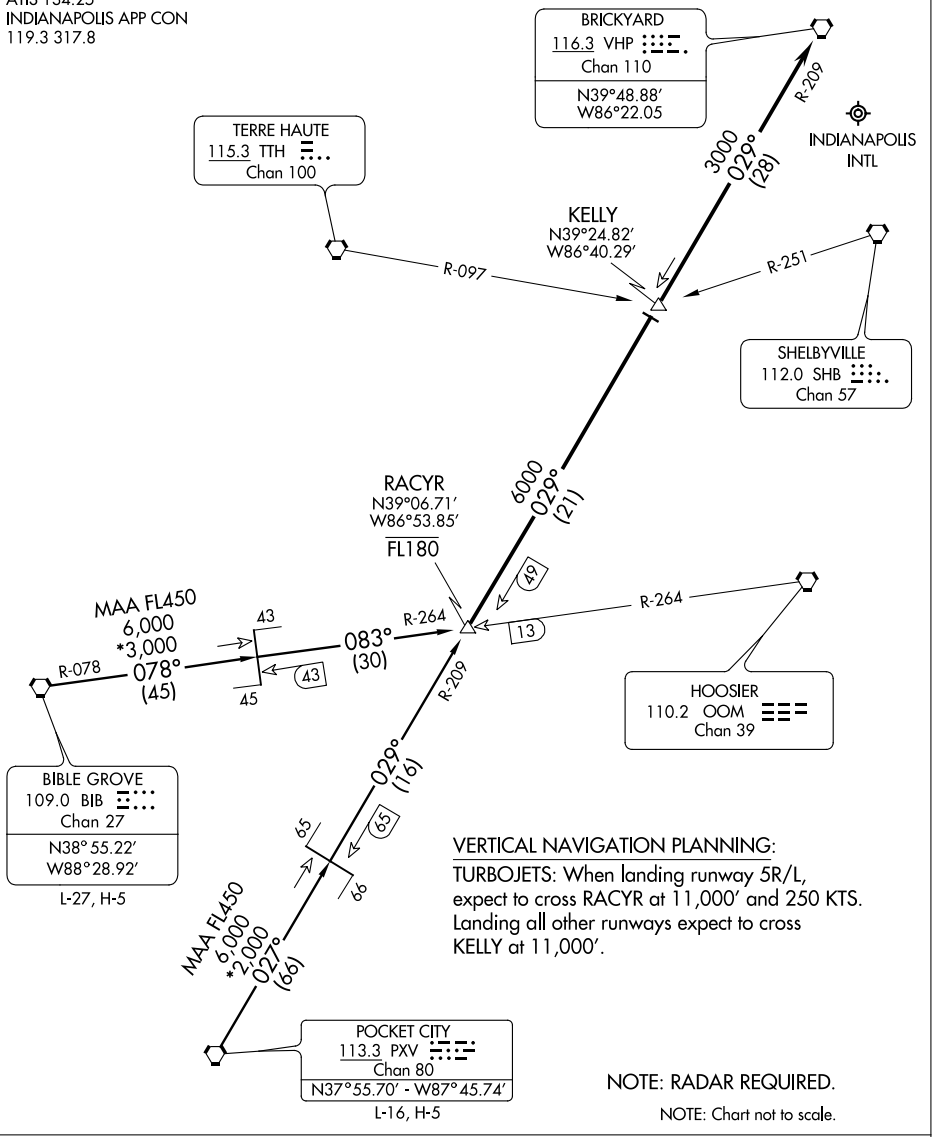 INDIANAPOLIS APP CON
119.3 317.8
BRICKYARD
116.3 VHP
Chan 110
N39°48.88'
W86°22.05
R-209
INDIANAPOLIS
INTL
TERRE HAUTE
115.3 TTH
Chan 100
3000
029°
(28)
KELLY
N39°24.82'
W86°40.29'
R-097
R-251
SHELBYVILLE
112.0 SHB
Chan 57
6000
029°
(21)
RACYR
N39°06.71'
W86°53.85'
FL180
49
R-264
13
MAA FL450
6,000
*3,000
R-078
078°
(45)
43
45
43
083°
(30)
R-264
R-209
HOOSIER
110.2 OOM
Chan 39
BIBLE GROVE
109.0 BIB
Chan 27
N38°55.22'
W88°28.92'
L-27, H-5
029°
(16)
65
65
66
MAA FL450
6,000
*2,000
027°
(66)
VERTICAL NAVIGATION PLANNING:
TURBOJETS: When landing runway 5R/L,
expect to cross RACYR at 11,000' and 250 KTS.
Landing all other runways expect to cross
KELLY at 11,000'.
POCKET CITY
113.3 PXV
Chan 80
N37°55.70' - W87°45.74'
L-16, H-5
NOTE: RADAR REQUIRED.
NOTE: Chart not to scale.